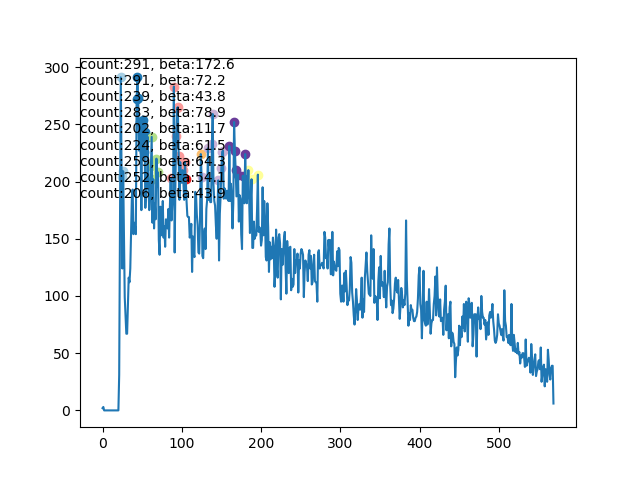 count:291, beta:172.6
300
count:291, beta:72.2
count:239, beta:43.8
count:283, beta:78.9
250
count:202, beta:11.7
count:224, beta:61.5
count:259, beta:64.3
count:252, beta:54.1
200
count:206, beta:43.9
150
100
50
0
0 100 200 300 400 500